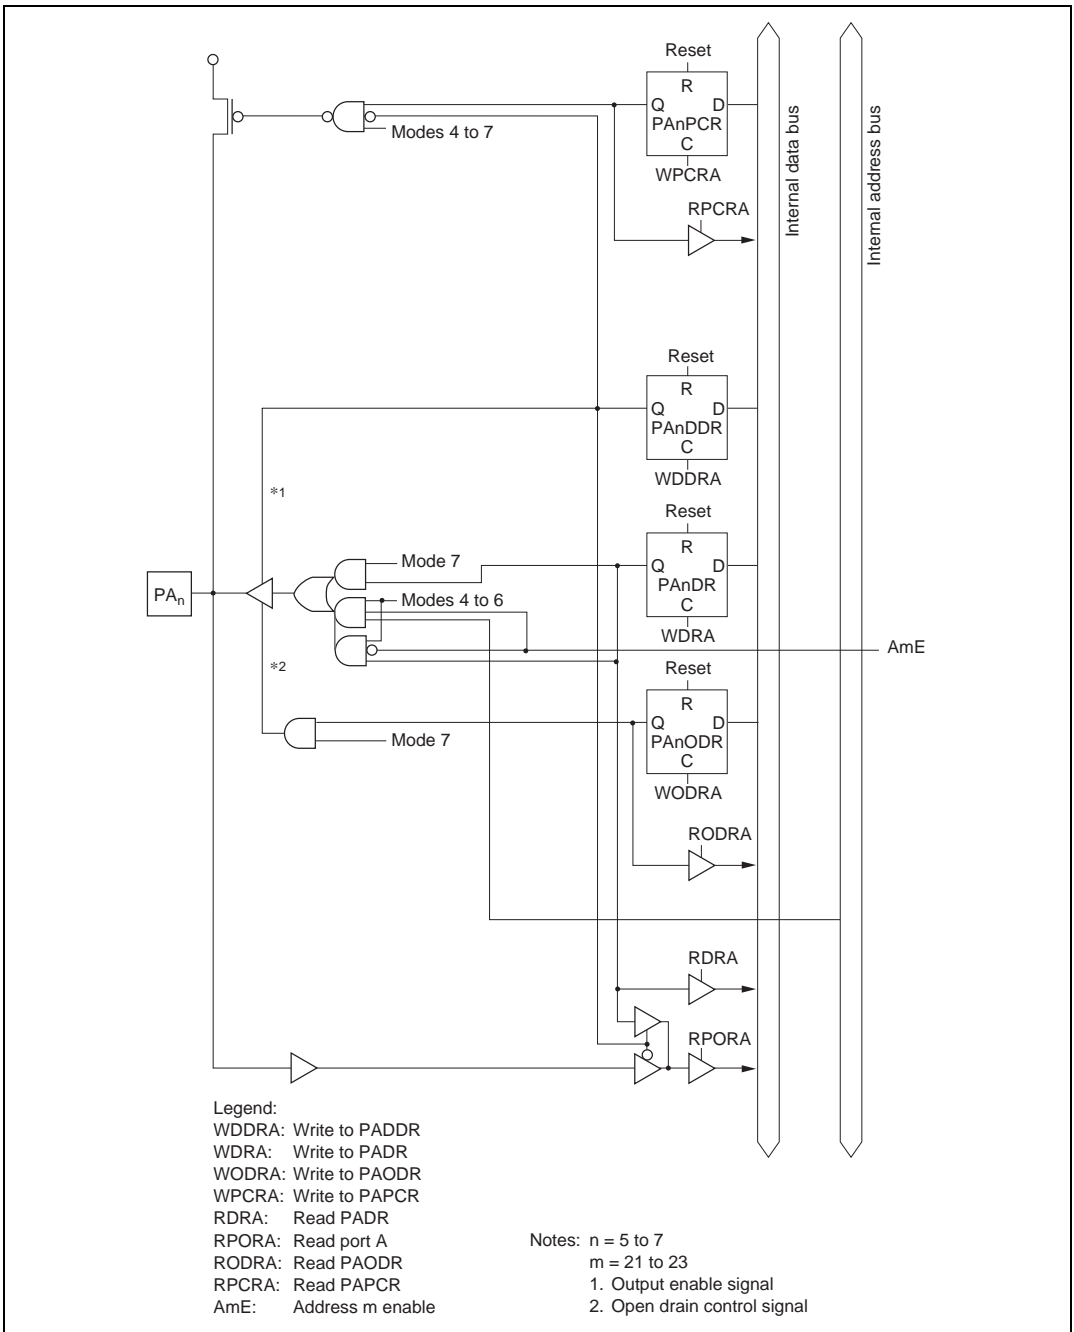 Reset
R
Q D
PAnPCR
C
WPCRA
Modes 4 to 7
RPCRA
Internal data bus
Internal address bus
Reset
R
Q D
PAnDDR
C
WDDRA
*1
Reset
R
Q D
PAnDR
C
WDRA
Mode 7
PAn
Modes 4 to 6
AmE
*2
Reset
R
Q D
PAnODR
C
WODRA
Mode 7
RODRA
RDRA
RPORA
Legend:
WDDRA: Write to PADDR
WDRA: Write to PADR
WODRA: Write to PAODR
WPCRA: Write to PAPCR
RDRA: Read PADR
RPORA: Read port A
RODRA: Read PAODR
RPCRA: Read PAPCR
AmE: Address m enable
Notes: n = 5 to 7
m = 21 to 23
1. Output enable signal
2. Open drain control signal